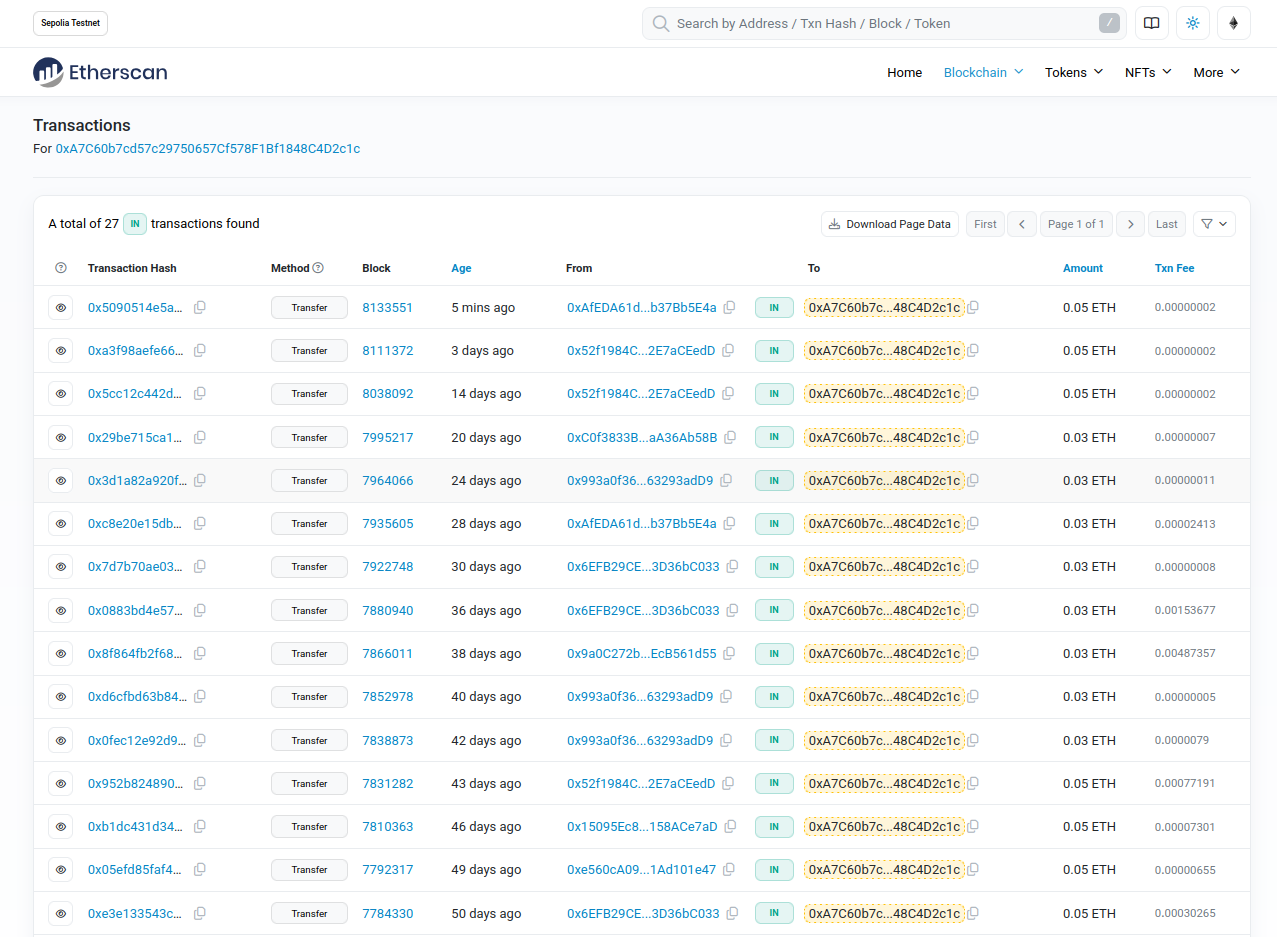 Sepolia Testnet
Search by Address / Txn Hash / Block / Token /
Etherscan Home Blockchain Tokens NFTs More
Transactions
For 0xA7C60b7cd57c29750657Cf578F1Bf1848C4D2c1c
A total of 27 IN transactions found Download Page Data First Page 1 of 1 Last
Transaction Hash Method Block Age From To Amount Txn Fee
0x5090514e5a... Transfer 8133551 5 mins ago 0xAfEDA61d...b37Bb5E4a IN 0xA7C60b7c...48C4D2c1c 0.05 ETH 0.00000002
0xa3f98aefe66... Transfer 8111372 3 days ago 0x52f1984C...2E7aCEedD IN 0xA7C60b7c...48C4D2c1c 0.05 ETH 0.00000002
0x5cc12c442d... Transfer 8038092 14 days ago 0x52f1984C...2E7aCEedD IN 0xA7C60b7c...48C4D2c1c 0.05 ETH 0.00000002
0x29be715ca1... Transfer 7995217 20 days ago 0xC0f3833B...aA36Ab58B IN 0xA7C60b7c...48C4D2c1c 0.03 ETH 0.00000007
0x3d1a82a920f... Transfer 7964066 24 days ago 0x993a0f36...63293adD9 IN 0xA7C60b7c...48C4D2c1c 0.03 ETH 0.00000011
0xc8e20e15db... Transfer 7935605 28 days ago 0xAfEDA61d...b37Bb5E4a IN 0xA7C60b7c...48C4D2c1c 0.03 ETH 0.00002413
0x7d7b70ae03... Transfer 7922748 30 days ago 0x6EFB29CE...3D36bC033 IN 0xA7C60b7c...48C4D2c1c 0.03 ETH 0.00000008
0x0883bd4e57... Transfer 7880940 36 days ago 0x6EFB29CE...3D36bC033 IN 0xA7C60b7c...48C4D2c1c 0.03 ETH 0.00153677
0x8f864fb2f68... Transfer 7866011 38 days ago 0x9a0C272b...EcB561d55 IN 0xA7C60b7c...48C4D2c1c 0.03 ETH 0.00487357
0xd6cfbd63b84... Transfer 7852978 40 days ago 0x993a0f36...63293adD9 IN 0xA7C60b7c...48C4D2c1c 0.03 ETH 0.00000005
0x0fec12e92d9... Transfer 7838873 42 days ago 0x993a0f36...63293adD9 IN 0xA7C60b7c...48C4D2c1c 0.03 ETH 0.0000079
0x952b824890... Transfer 7831282 43 days ago 0x52f1984C...2E7aCEedD IN 0xA7C60b7c...48C4D2c1c 0.05 ETH 0.00077191
0xb1dc431d34... Transfer 7810363 46 days ago 0x15095Ec8...158ACe7aD IN 0xA7C60b7c...48C4D2c1c 0.05 ETH 0.00007301
0x05efd85faf4... Transfer 7792317 49 days ago 0xe560cA09...1Ad101e47 IN 0xA7C60b7c...48C4D2c1c 0.05 ETH 0.00000655
0xe3e133543c... Transfer 7784330 50 days ago 0x6EFB29CE...3D36bC033 IN 0xA7C60b7c...48C4D2c1c 0.05 ETH 0.00030265